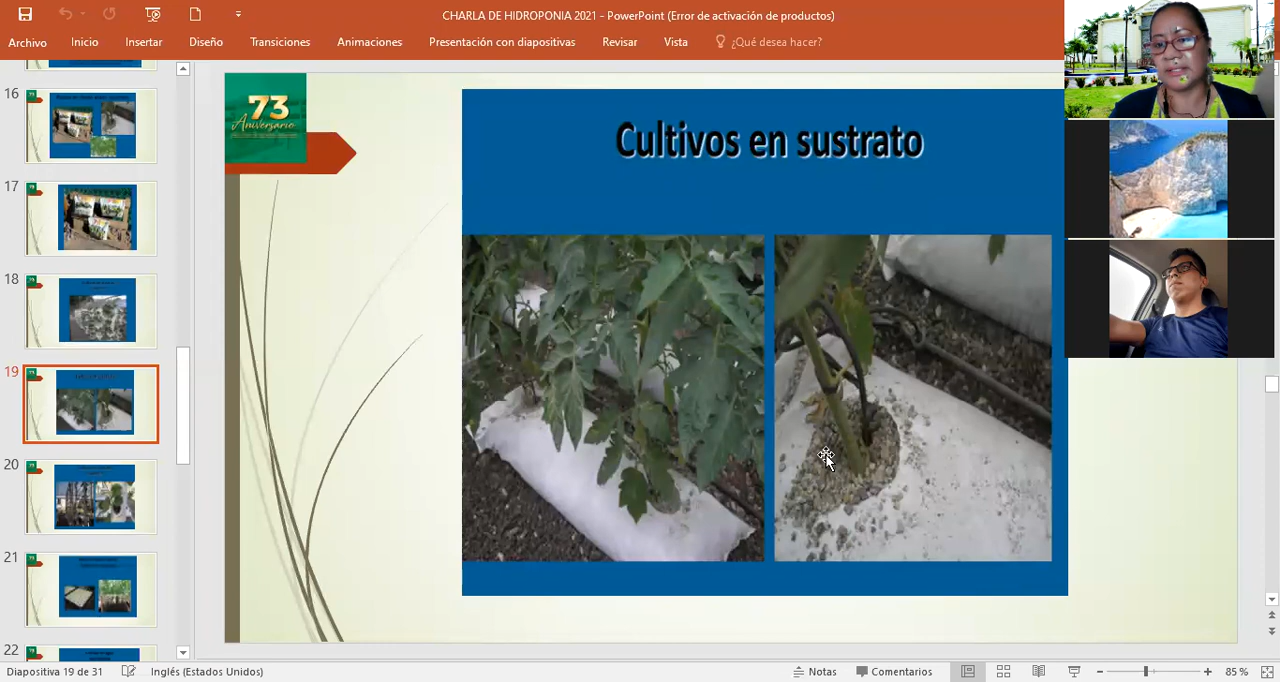 CHARLA DE HIDROPONIA 2021 - PowerPoint (Error de activación de productos)
Archivo Inicio Insertar Diseño Transiciones Animaciones Presentación con diapositivas Revisar Vista ¿Qué desea hacer?
16
17
18
19
20
21
22
73
Aniversario
Cultivos en sustrato
Diapositiva 19 de 31 Inglés (Estados Unidos) Notas Comentarios 85 %